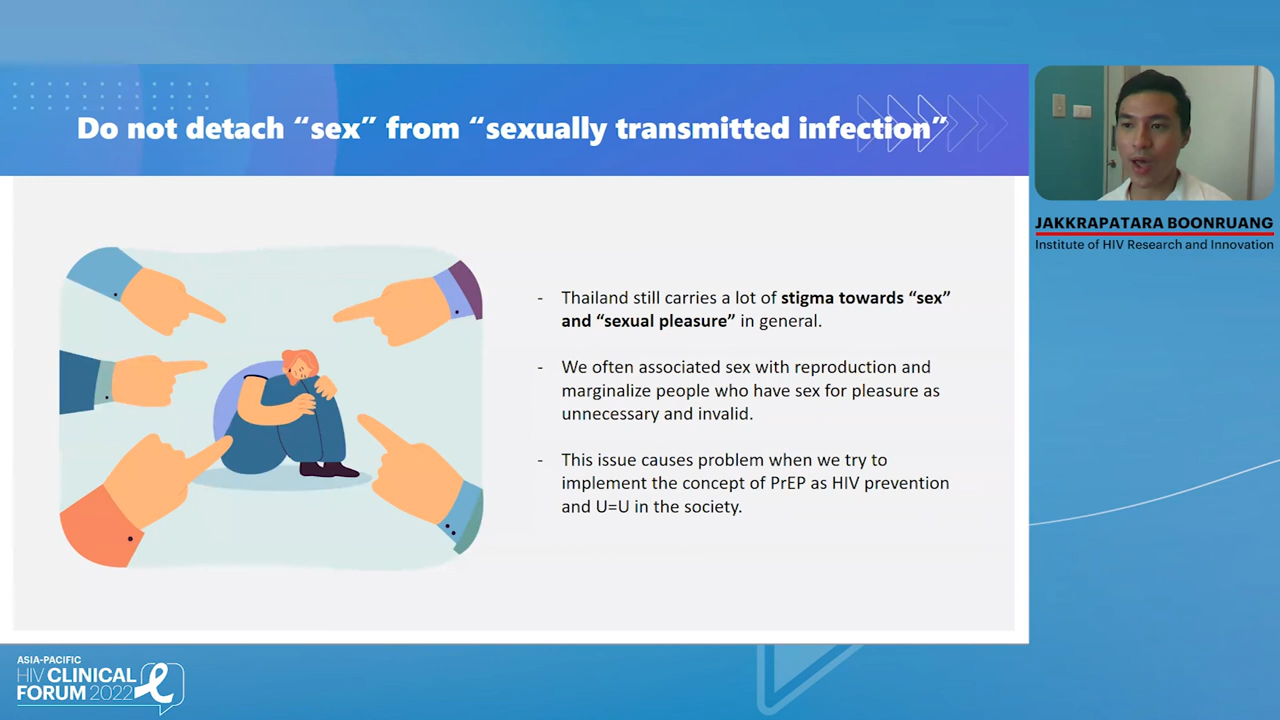 Do not detach “sex” from “sexually transmitted infection”
JAKKRAPATARA BOONRUANG
Institute of HIV Research and Innovation
- Thailand still carries a lot of stigma towards “sex”
and “sexual pleasure” in general.
- We often associated sex with reproduction and
marginalize people who have sex for pleasure as
unnecessary and invalid.
- This issue causes problem when we try to
implement the concept of PrEP as HIV prevention
and U=U in the society.
ASIA-PACIFIC
HIV CLINICAL
FORUM 2022